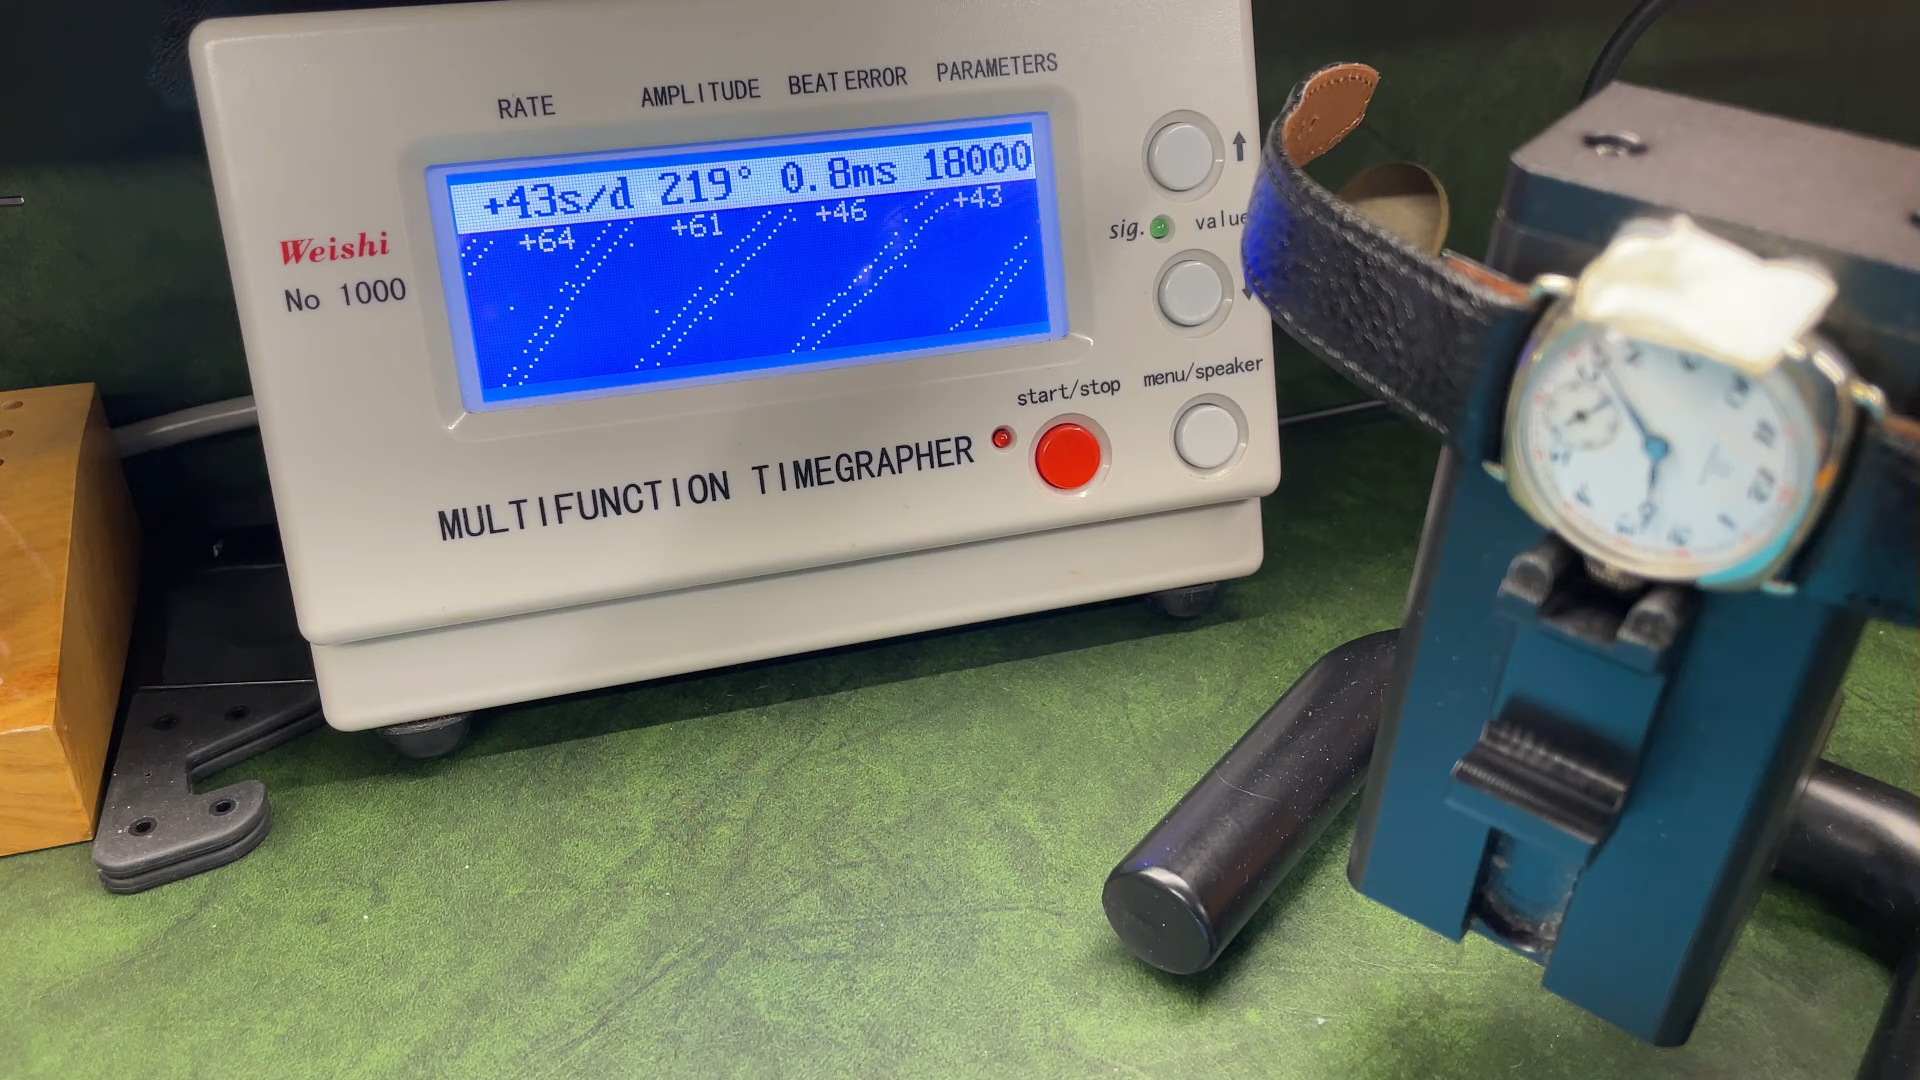 RATE AMPLITUDE BEAT ERROR PARAMETERS
+43s/d 219° 0.8ms 18000
+64 +61 +46 +43
Weishi
No 1000
sig. value
start/stop menu/speaker
MULTIFUNCTION TIMEGRAPHER